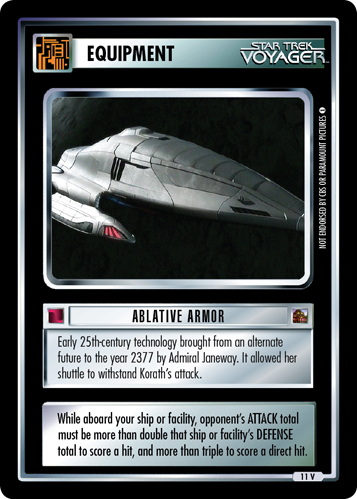 EQUIPMENT
STAR TREK
VOYAGER
NOT ENDORSED BY CBS OR PARAMOUNT PICTURES
ABLATIVE ARMOR
Early 25th-century technology brought from an alternate
future to the year 2377 by Admiral Janeway. It allowed her
shuttle to withstand Korath's attack.
While aboard your ship or facility, opponent's ATTACK total
must be more than double that ship or facility's DEFENSE
total to score a hit, and more than triple to score a direct hit.
11 V